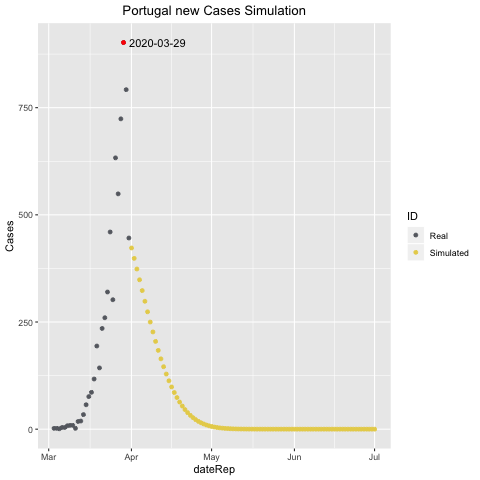 Portugal new Cases Simulation
2020-03-29
750
500
250
0
Cases
Mar
Apr
May
Jun
Jul
dateRep
ID
Real
Simulated